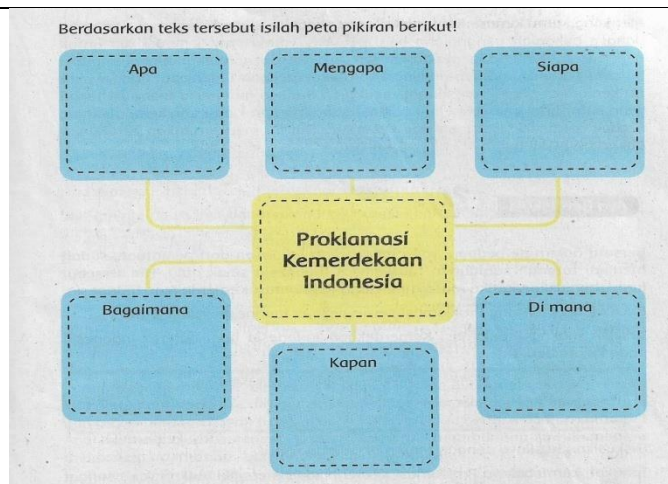 Berdasarkan teks tersebut isilah peta pikiran berikut!
Apa
Mengapa
Siapa
Proklamasi
Kemerdekaan
Indonesia
Bagaimana
Kapan
Di mana